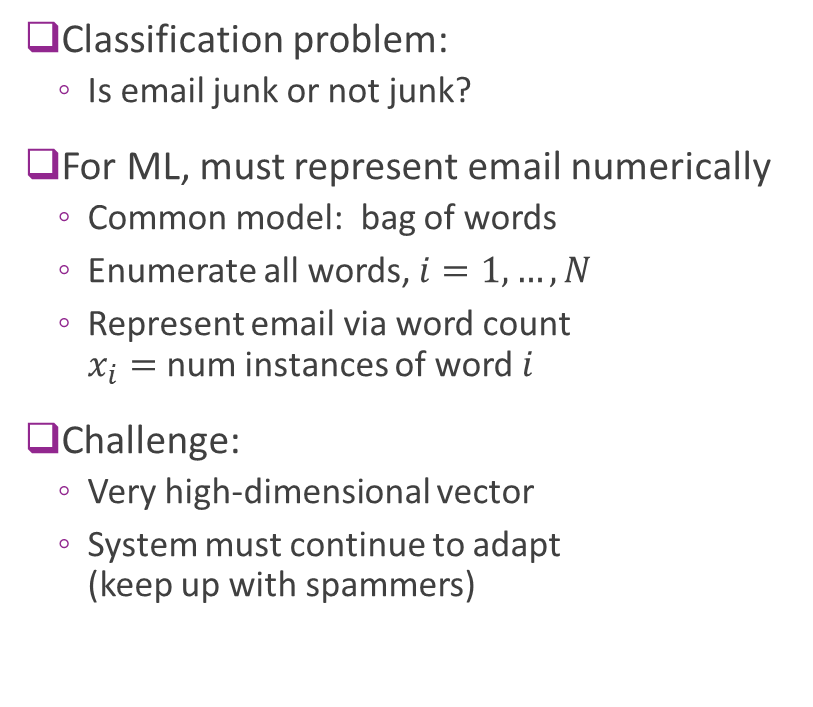 ❑Classification problem:
◦ Is email junk or not junk?
❑For ML, must represent email numerically
◦ Common model: bag of words
◦ Enumerate all words, 𝑖 = 1, … , 𝑁
◦ Represent email via word count
𝑥ᵢ = num instances of word 𝑖
❑Challenge:
◦ Very high-dimensional vector
◦ System must continue to adapt
(keep up with spammers)